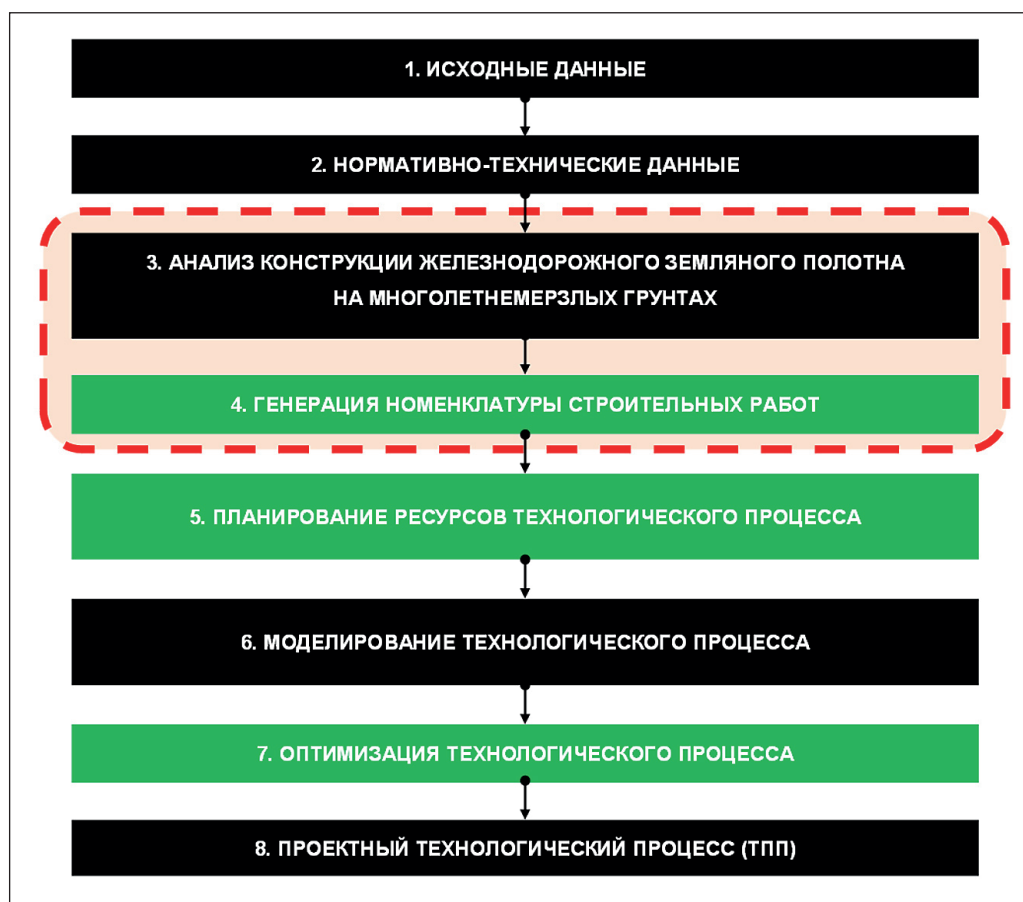 1. ИСХОДНЫЕ ДАННЫЕ
2. НОРМАТИВНО-ТЕХНИЧЕСКИЕ ДАННЫЕ
3. АНАЛИЗ КОНСТРУКЦИИ ЖЕЛЕЗНОДОРОЖНОГО ЗЕМЛЯНОГО ПОЛОТНА
НА МНОГОЛЕТНЕМЕРЗЛЫХ ГРУНТАХ
4. ГЕНЕРАЦИЯ НОМЕНКЛАТУРЫ СТРОИТЕЛЬНЫХ РАБОТ
5. ПЛАНИРОВАНИЕ РЕСУРСОВ ТЕХНОЛОГИЧЕСКОГО ПРОЦЕССА
6. МОДЕЛИРОВАНИЕ ТЕХНОЛОГИЧЕСКОГО ПРОЦЕССА
7. ОПТИМИЗАЦИЯ ТЕХНОЛОГИЧЕСКОГО ПРОЦЕССА
8. ПРОЕКТНЫЙ ТЕХНОЛОГИЧЕСКИЙ ПРОЦЕСС (ТПП)